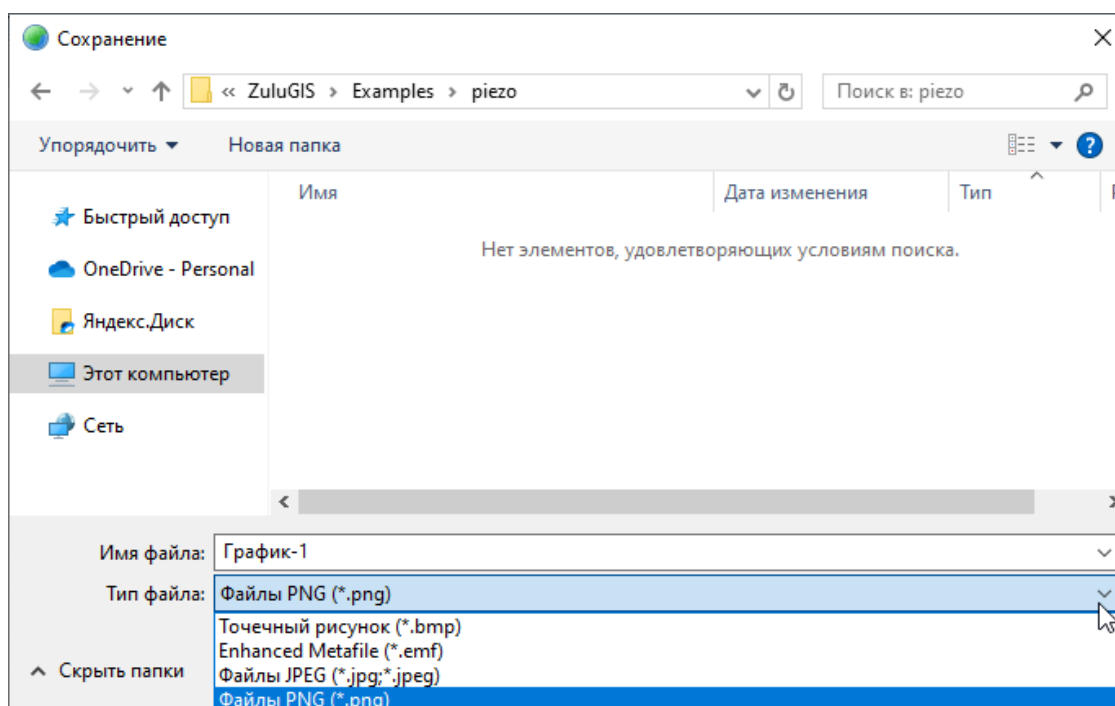 Сохранение
« ZuluGIS > Examples > piezo
Поиск в: piezo
Упорядочить
Новая папка
Имя
Дата изменения
Тип
Быстрый доступ
Нет элементов, удовлетворяющих условиям поиска.
OneDrive - Personal
Яндекс.Диск
Этот компьютер
Сеть
Имя файла: График-1
Тип файла: Файлы PNG (*.png)
Точечный рисунок (*.bmp)
Enhanced Metafile (*.emf)
Файлы JPEG (*.jpg;*.jpeg)
Скрыть папки
Файлы PNG (*.png)